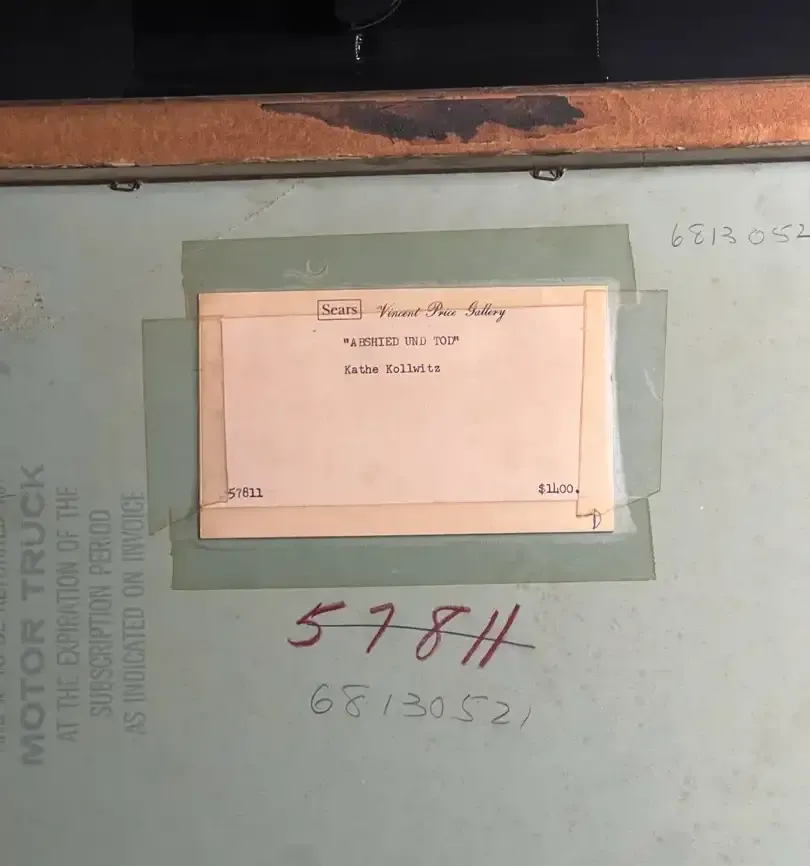 6813052
Sears Vincent Price Gallery
"ABSHIED UND TOD"
Kathe Kollwitz
57811 $1400.
D
57811
68130521
MOTOR TRUCK
AT THE EXPIRATION OF THE
SUBSCRIPTION PERIOD
AS INDICATED ON INVOICE